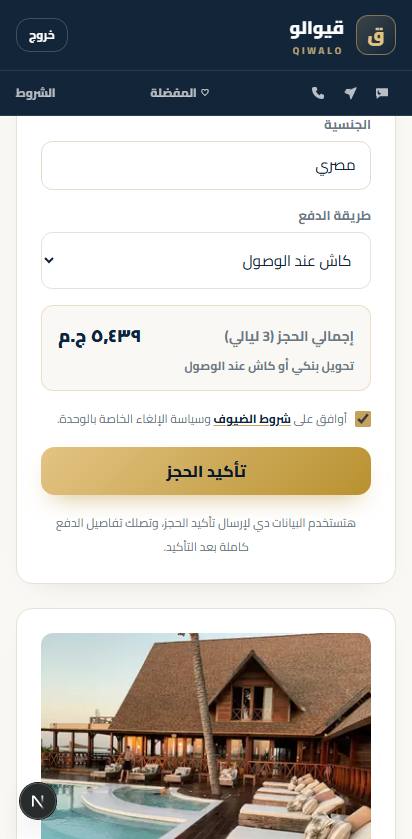 قيوالو
QIWALO
ق
خروج
المفضلة
الشروط
الجنسية
مصري
طريقة الدفع
كاش عند الوصول
إجمالي الحجز (3 ليالي)
٥,٤٣٩ ج.م
تحويل بنكي أو كاش عند الوصول
أوافق على شروط الضيوف وسياسة الإلغاء الخاصة بالوحدة.
تأكيد الحجز
هتستخدم البيانات دي لإرسال تأكيد الحجز، وتصلك تفاصيل الدفع
كاملة بعد التأكيد.
N